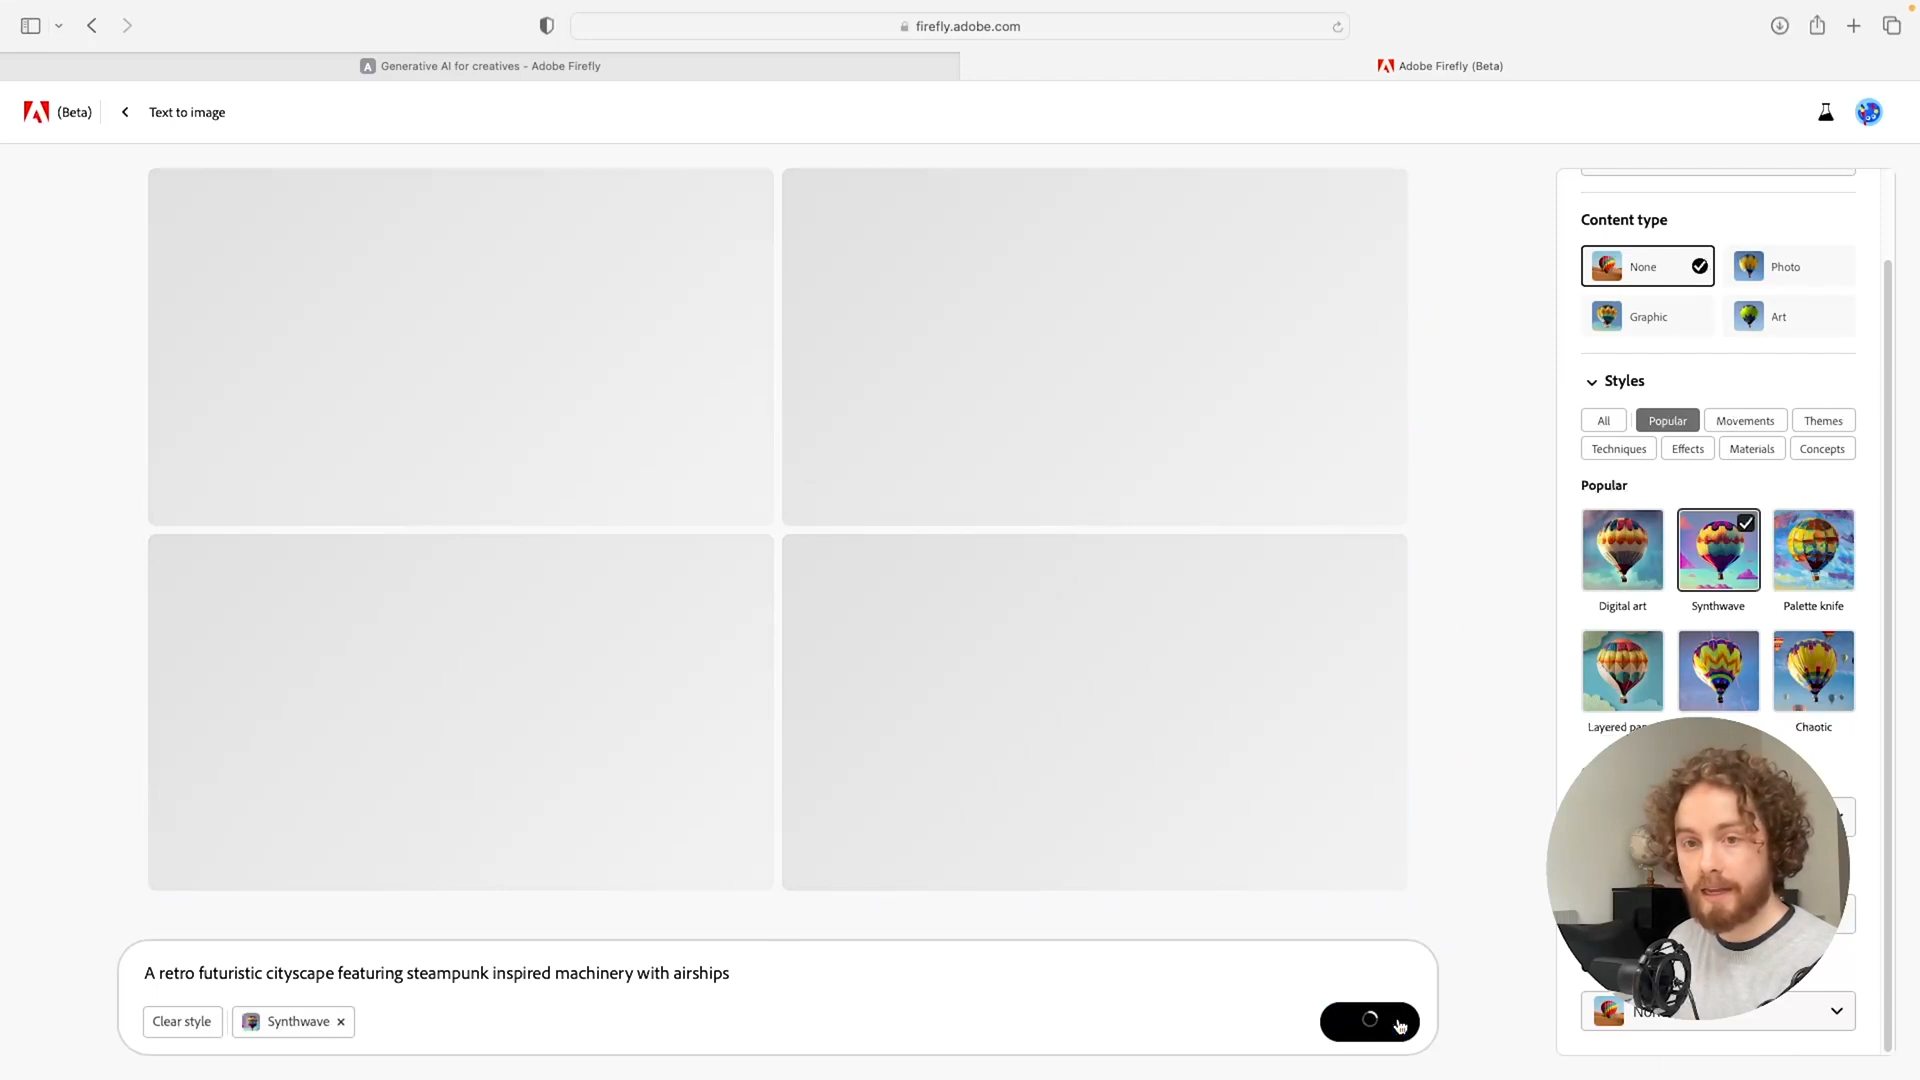 firefly.adobe.com
Generative AI for creatives - Adobe Firefly
Adobe Firefly (Beta)
(Beta)
Text to image
Content type
None
Photo
Graphic
Art
Styles
All
Popular
Movements
Themes
Techniques
Effects
Materials
Concepts
Popular
Digital art
Synthwave
Palette knife
Layered
Chaotic
A retro futuristic cityscape featuring steampunk inspired machinery with airships
Clear style
Synthwave